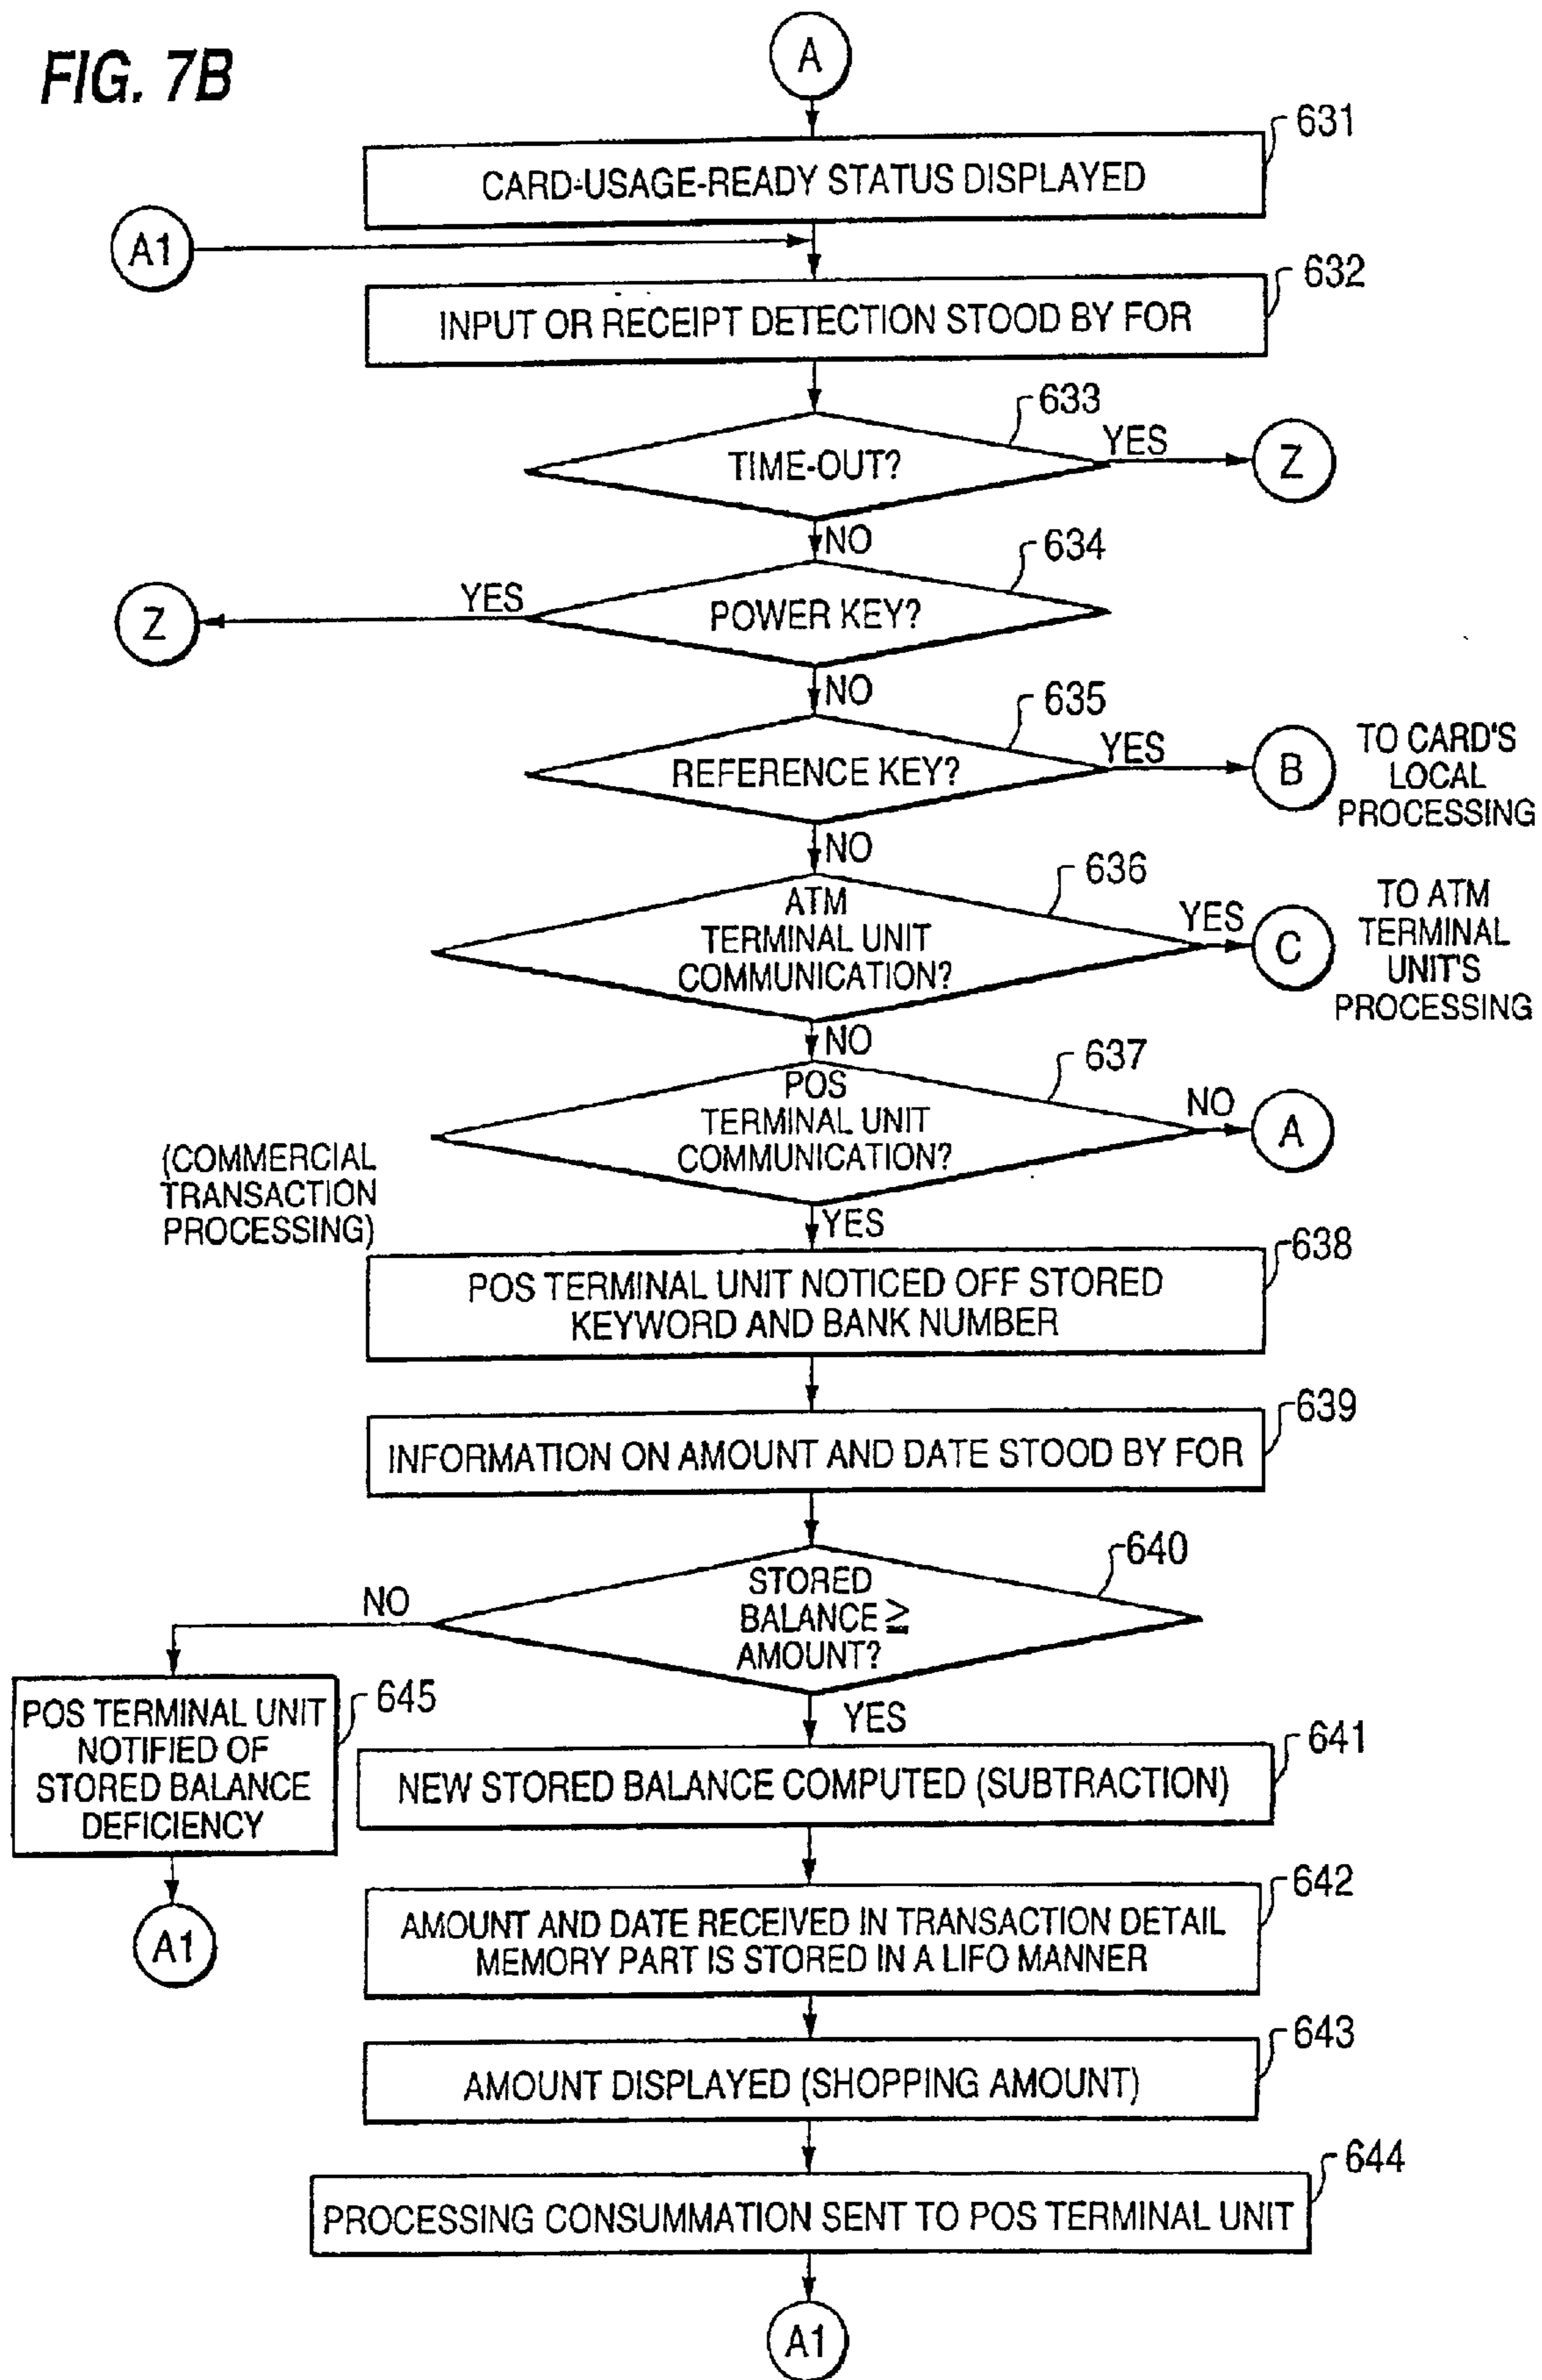 FIG. 7B
A
631
CARD-USAGE-READY STATUS DISPLAYED
A1
632
INPUT OR RECEIPT DETECTION STOOD BY FOR
633
TIME-OUT?
YES
Z
NO
634
POWER KEY?
YES
Z
NO
635
REFERENCE KEY?
YES
B
TO CARD'S
LOCAL
PROCESSING
NO
636
ATM
TERMINAL UNIT
COMMUNICATION?
YES
C
TO ATM
TERMINAL
UNIT'S
PROCESSING
NO
637
POS
TERMINAL UNIT
COMMUNICATION?
NO
A
(COMMERCIAL
TRANSACTION
PROCESSING)
YES
638
POS TERMINAL UNIT NOTICED OFF STORED
KEYWORD AND BANK NUMBER
639
INFORMATION ON AMOUNT AND DATE STOOD BY FOR
640
STORED
BALANCE ≧
AMOUNT?
NO
645
POS TERMINAL UNIT
NOTIFIED OF
STORED BALANCE
DEFICIENCY
A1
YES
641
NEW STORED BALANCE COMPUTED (SUBTRACTION)
642
AMOUNT AND DATE RECEIVED IN TRANSACTION DETAIL
MEMORY PART IS STORED IN A LIFO MANNER
643
AMOUNT DISPLAYED (SHOPPING AMOUNT)
644
PROCESSING CONSUMMATION SENT TO POS TERMINAL UNIT
A1